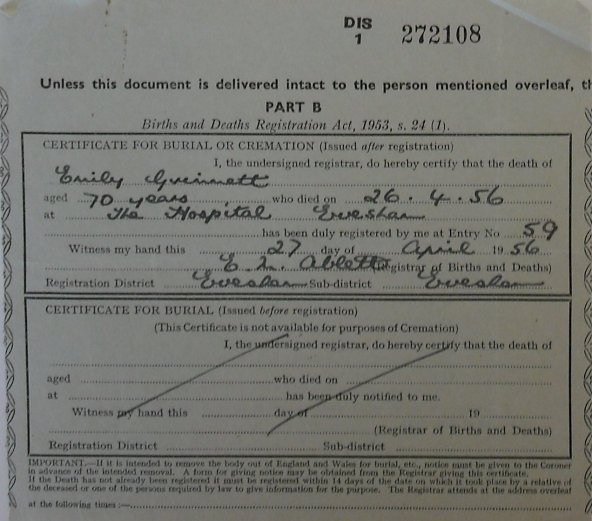 DIS
1 272108
Unless this document is delivered intact to the person mentioned overleaf, th
PART B
Births and Deaths Registration Act, 1953, s. 24 (1).
CERTIFICATE FOR BURIAL OR CREMATION (Issued after registration)
I, the undersigned registrar, do hereby certify that the death of
Emily Gwinnett
aged 70 years who died on 26.4.56
at The Hospital Evesham
has been duly registered by me at Entry No 59
Witness my hand this 27 day of April 1956
E. Ablett Registrar of Births and Deaths)
Registration District Evesham Sub-district Evesham
CERTIFICATE FOR BURIAL (Issued before registration)
(This Certificate is not available for purposes of Cremation)
I, the undersigned registrar, do hereby certify that the death of
aged who died on
at has been duly notified to me.
Witness my hand this day of 19
(Registrar of Births and Deaths)
Registration District Sub-district
IMPORTANT.—If it is intended to remove the body out of England and Wales for burial, etc., notice must be given to the Coroner
in advance of the intended removal. A form for giving notice may be obtained from the Registrar giving this certificate.
If the Death has not already been registered it must be registered within 14 days of the date on which it took place by a relative of
the deceased or one of the persons required by law to give information for the purpose. The Registrar attends at the address overleaf
at the following times :—